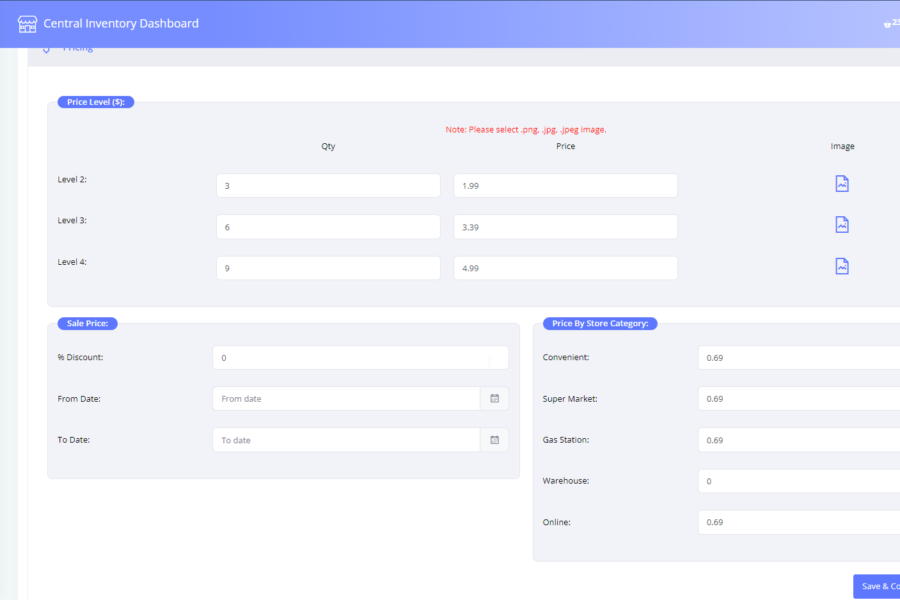 Central Inventory Dashboard
23
Pricing
Price Level ($):
Note: Please select .png, .jpg, .jpeg image.
Qty Price Image
Level 2: 3 1.99
Level 3: 6 3.39
Level 4: 9 4.99
Sale Price:
% Discount: 0
From Date: From date
To Date: To date
Price By Store Category:
Convenient: 0.69
Super Market: 0.69
Gas Station: 0.69
Warehouse: 0
Online: 0.69
Save & Co